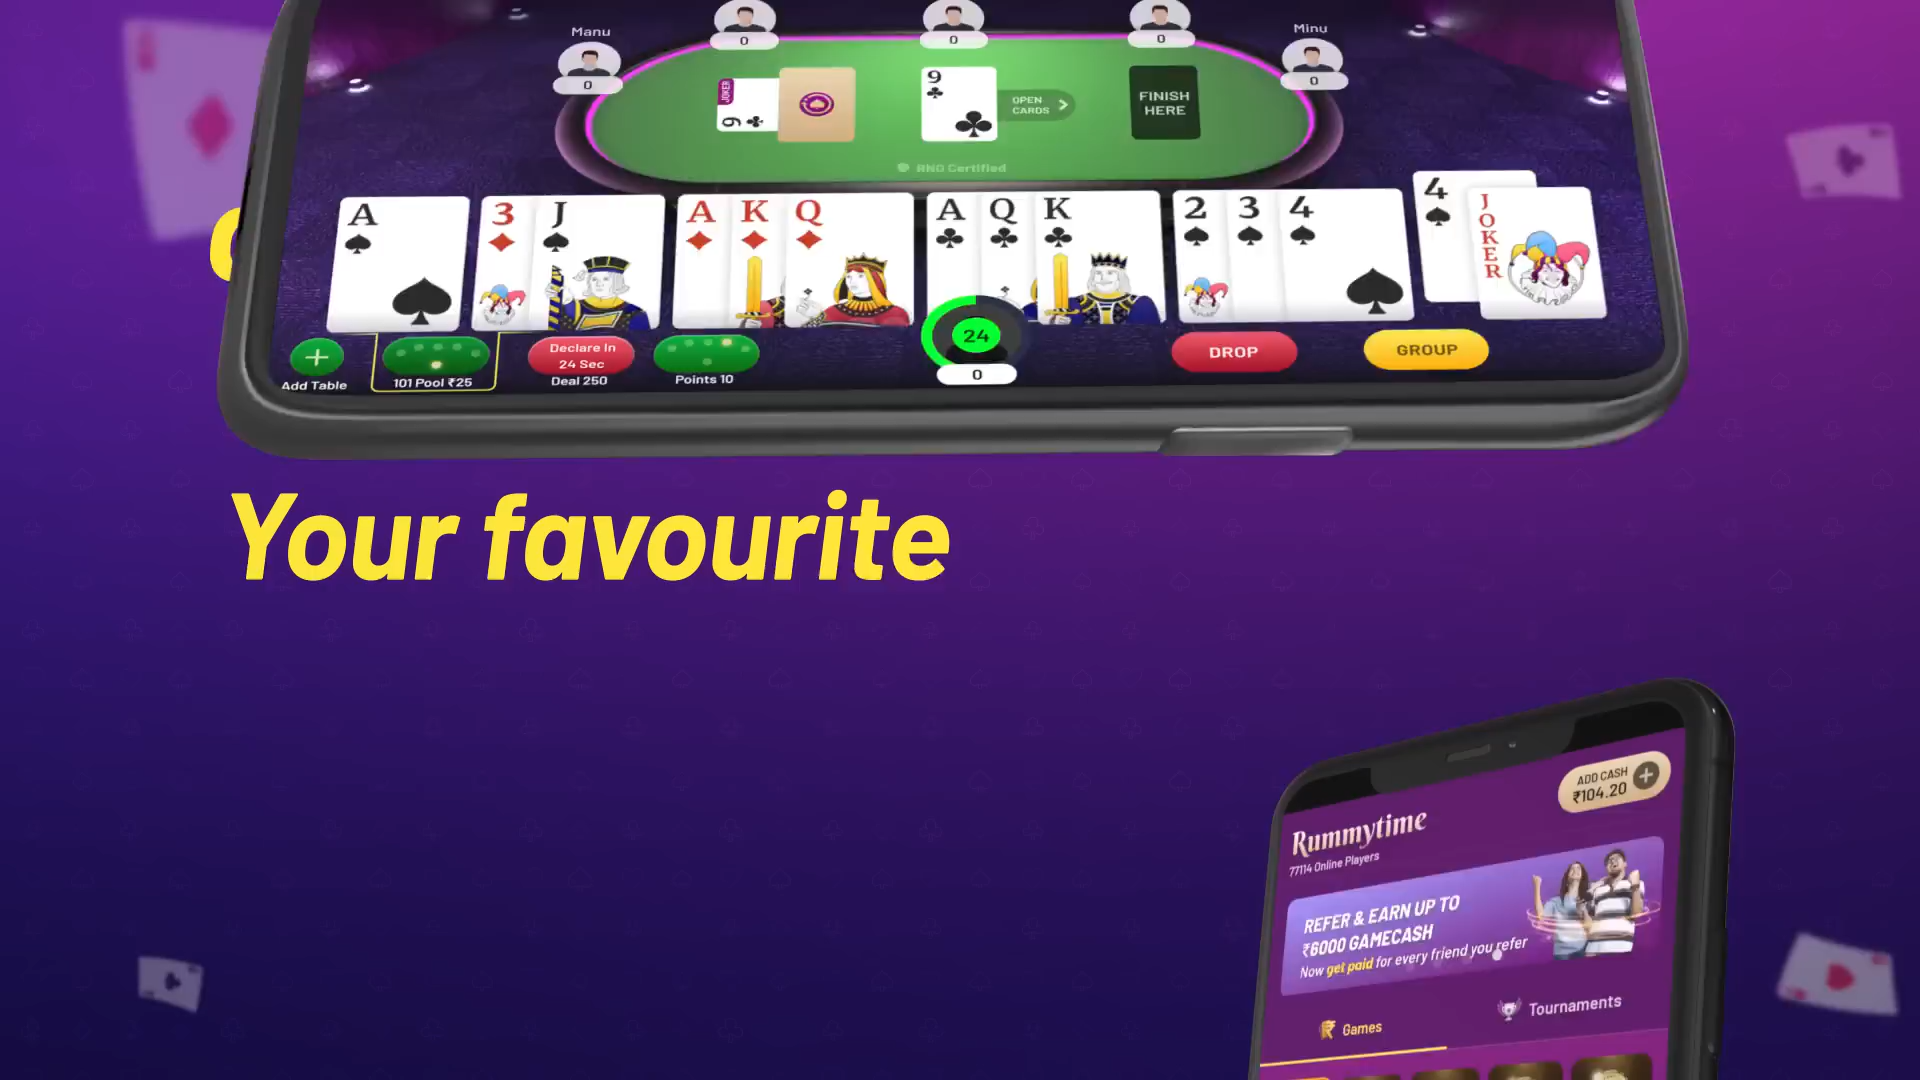 Manu
0
0
0
0
Minu
0
JOKER
9
9
OPEN
CARDS
FINISH
HERE
RNG Certified
A
3
J
A
K
Q
A
Q
K
2
3
4
4
JOKER
24
0
Add Table
101 Pool ₹25
Declare In
24 Sec
Deal 250
Points 10
DROP
GROUP
Your favourite
ADD CASH
₹104.20
Rummytime
77114 Online Players
REFER & EARN UP TO
₹6000 GAMECASH
Now get paid for every friend you refer
Games
Tournaments